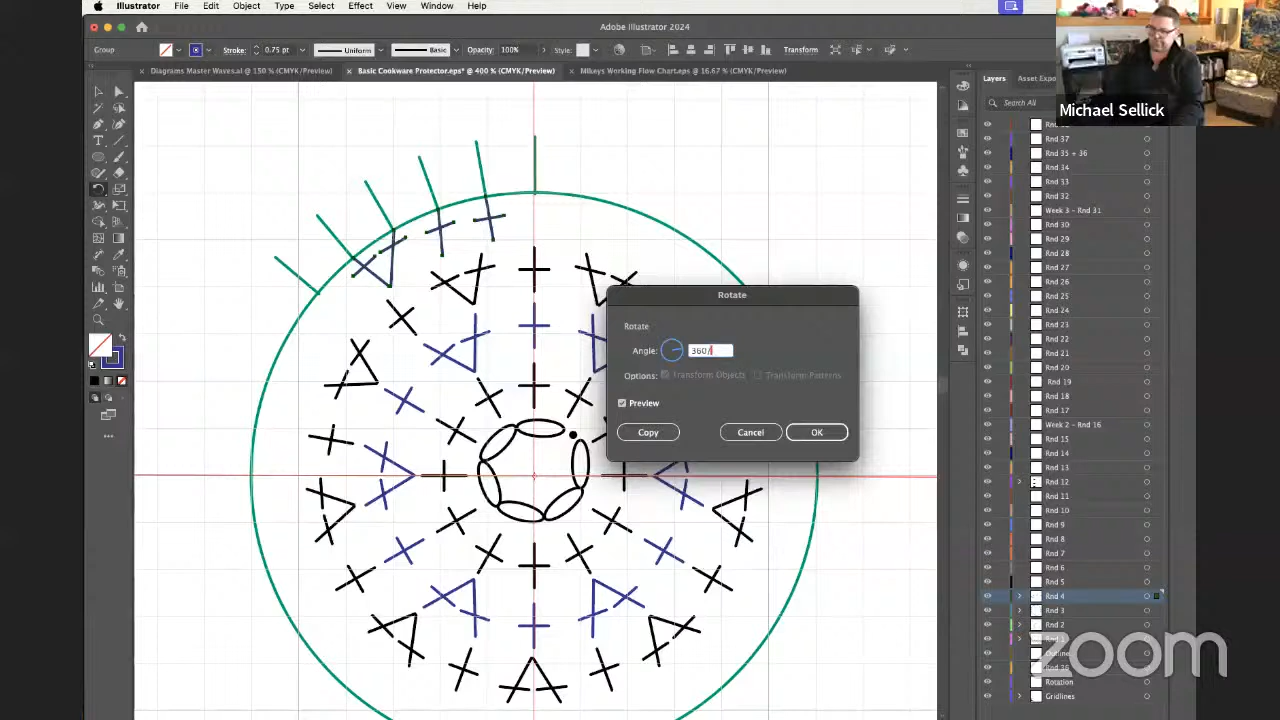 Illustrator File Edit Object Type Select Effect View Window Help
Adobe Illustrator 2024
Group Stroke: 0.75 pt Uniform Basic Opacity: 100% Style: Transform
Diagrams Master Waves.ai @ 150 % (CMYK/Preview)
Basic Cookware Protector.eps* @ 400 % (CMYK/Preview)
Mikeys Working Flow Chart.eps @ 16.67 % (CMYK/Preview)
Layers Asset Expo
Search All
Michael Sellick
Rnd 37
Rnd 35 + 36
Rnd 34
Rnd 33
Rnd 32
Week 3 - Rnd 31
Rnd 30
Rnd 29
Rnd 28
Rnd 27
Rnd 26
Rnd 25
Rnd 24
Rnd 23
Rnd 22
Rnd 21
Rnd 20
Rnd 19
Rnd 18
Rnd 17
Week 2 - Rnd 16
Rnd 15
Rnd 14
Rnd 13
Rnd 12
Rnd 11
Rnd 10
Rnd 9
Rnd 8
Rnd 7
Rnd 6
Rnd 5
Rnd 4
Rnd 3
Rnd 2
Rnd 1
Outline
Rotation
Gridlines
Rotate
Rotate
Angle: 360/
Options: Transform Objects Transform Patterns
Preview
Copy Cancel OK
zoom